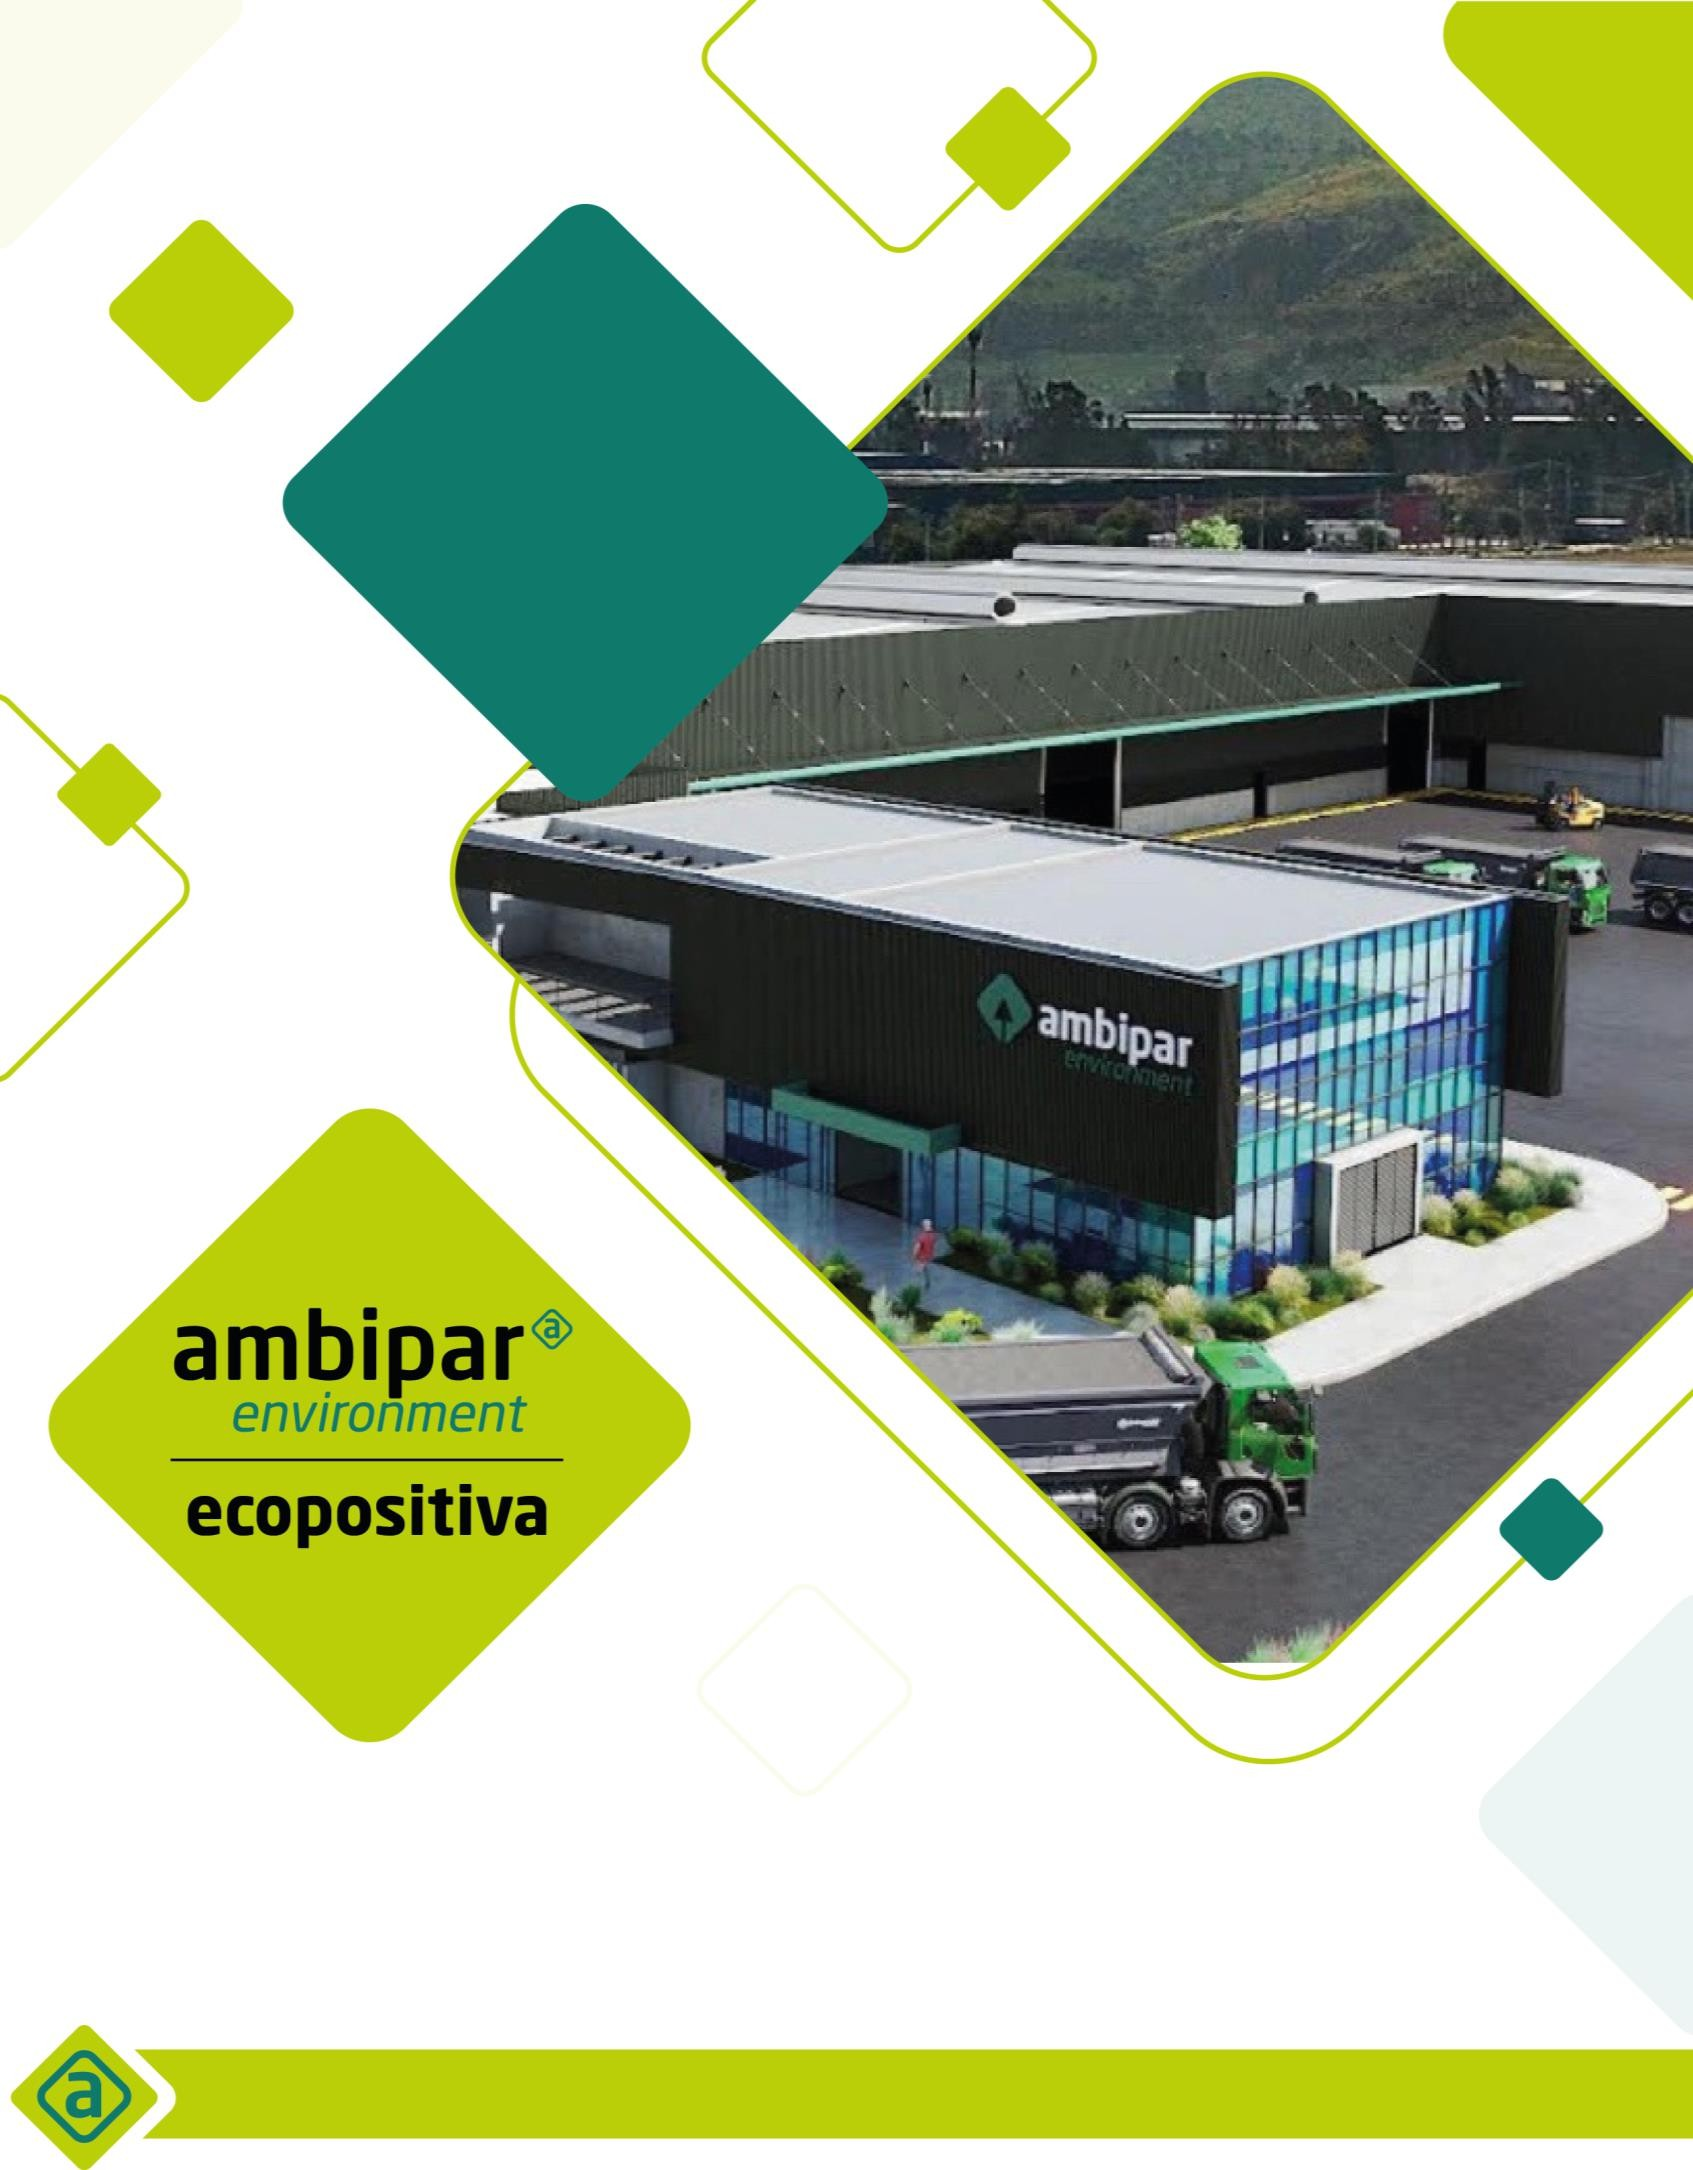 ambipar
environment
ambipar a
environment
ecopositiva
a